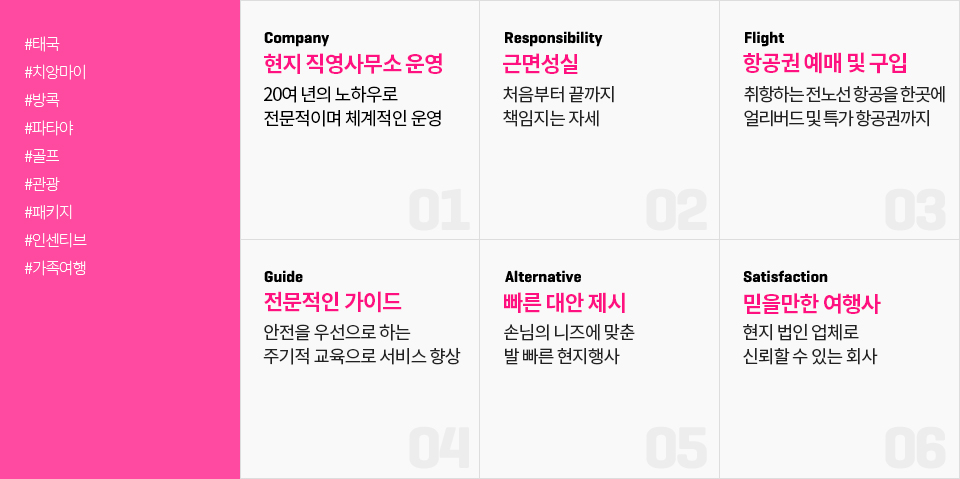 #태국
#치앙마이
#방콕
#파타야
#골프
#관광
#패키지
#인센티브
#가족여행
Company
현지 직영사무소 운영
20여 년의 노하우로
전문적이며 체계적인 운영
01
Responsibility
근면성실
처음부터 끝까지
책임지는 자세
02
Flight
항공권 예매 및 구입
취항하는 전노선 항공을 한곳에
얼리버드 및 특가 항공권까지
03
Guide
전문적인 가이드
안전을 우선으로 하는
주기적 교육으로 서비스 향상
04
Alternative
빠른 대안 제시
손님의 니즈에 맞춘
발 빠른 현지행사
05
Satisfaction
믿을만한 여행사
현지 법인 업체로
신뢰할 수 있는 회사
06